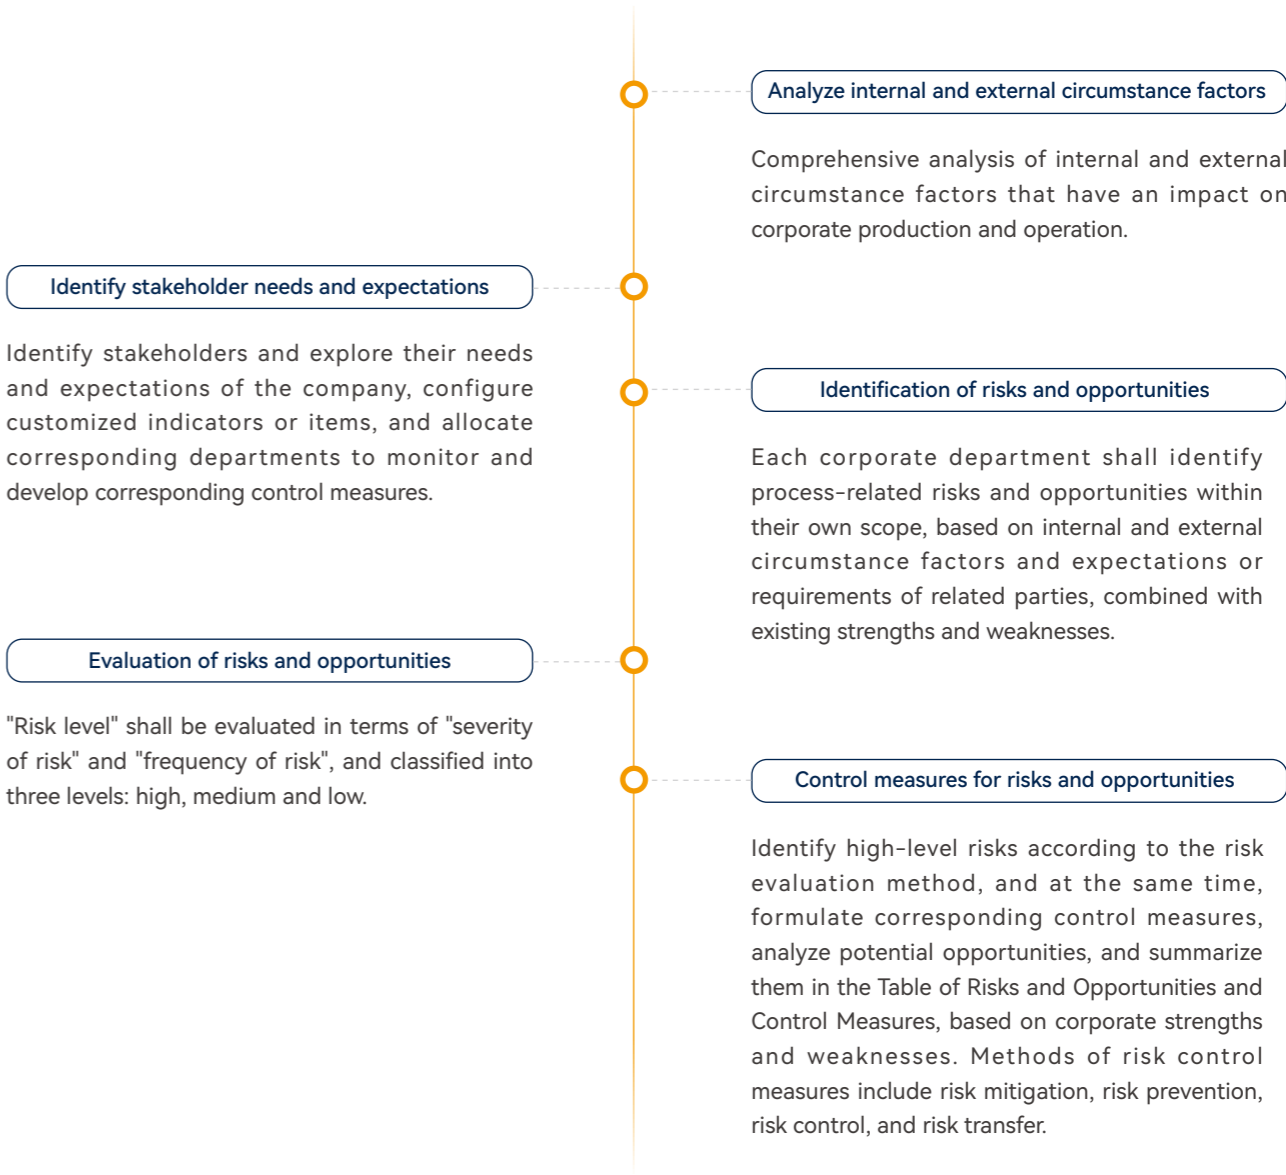 Analyze internal and external circumstance factors
Comprehensive analysis of internal and external
circumstance factors that have an impact on
corporate production and operation.
Identify stakeholder needs and expectations
Identify stakeholders and explore their needs
and expectations of the company, configure
customized indicators or items, and allocate
corresponding departments to monitor and
develop corresponding control measures.
Identification of risks and opportunities
Each corporate department shall identify
process-related risks and opportunities within
their own scope, based on internal and external
circumstance factors and expectations or
requirements of related parties, combined with
existing strengths and weaknesses.
Evaluation of risks and opportunities
"Risk level" shall be evaluated in terms of "severity
of risk" and "frequency of risk", and classified into
three levels: high, medium and low.
Control measures for risks and opportunities
Identify high-level risks according to the risk
evaluation method, and at the same time,
formulate corresponding control measures,
analyze potential opportunities, and summarize
them in the Table of Risks and Opportunities and
Control Measures, based on corporate strengths
and weaknesses. Methods of risk control
measures include risk mitigation, risk prevention,
risk control, and risk transfer.